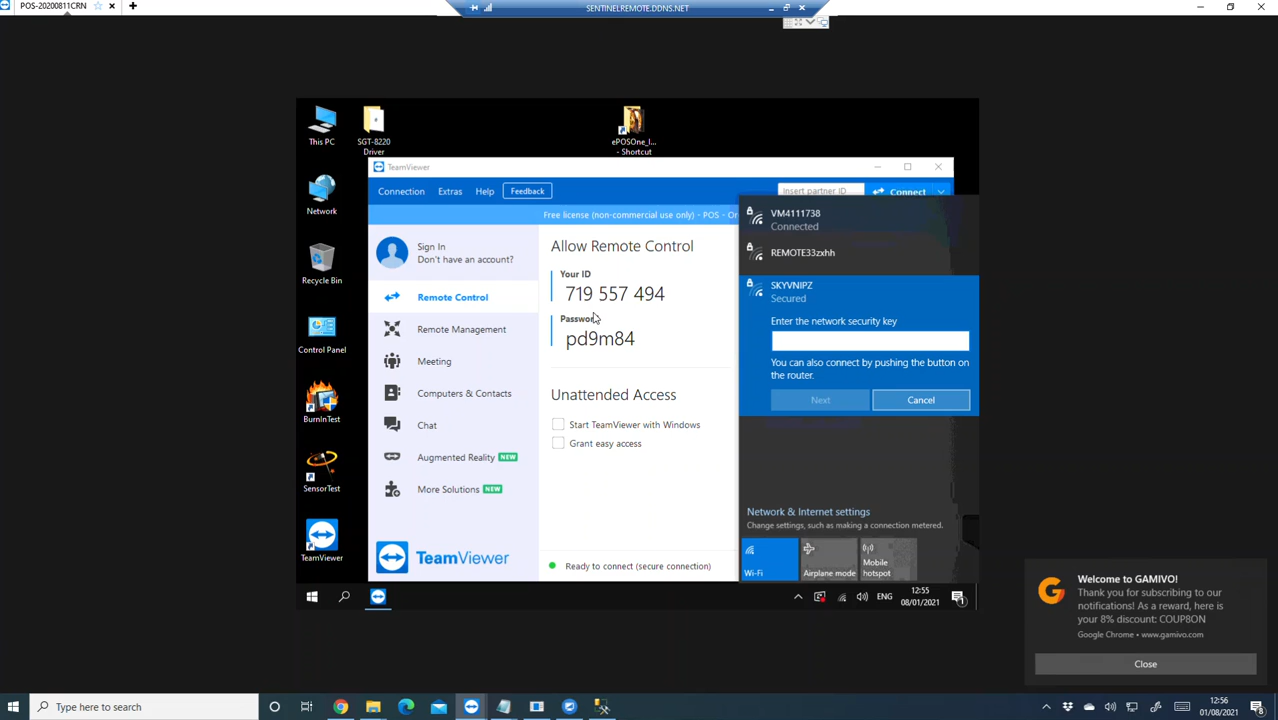 POS-20200811CRN
SENTINELREMOTE.DDNS.NET
This PC
SGT-8220
Driver
ePOSOne_I...
- Shortcut
Network
Recycle Bin
Control Panel
BurnInTest
SensorTest
TeamViewer
TeamViewer
Connection
Extras
Help
Feedback
Insert partner ID
Connect
Free license (non-commercial use only) - POS - Or
Sign In
Don't have an account?
Remote Control
Remote Management
Meeting
Computers & Contacts
Chat
Augmented Reality NEW
More Solutions NEW
TeamViewer
Allow Remote Control
Your ID
719 557 494
Password
pd9m84
Unattended Access
Start TeamViewer with Windows
Grant easy access
Ready to connect (secure connection)
VM4111738
Connected
REMOTE33zxhh
SKYVNIPZ
Secured
Enter the network security key
You can also connect by pushing the button on
the router.
Next
Cancel
Network & Internet settings
Change settings, such as making a connection metered.
Wi-Fi
Airplane mode
Mobile
hotspot
ENG
12:55
08/01/2021
1
Welcome to GAMIVO!
Thank you for subscribing to our
notifications! As a reward, here is
your 8% discount: COUP8ON
Google Chrome • www.gamivo.com
Close
Type here to search
12:56
01/08/2021
8